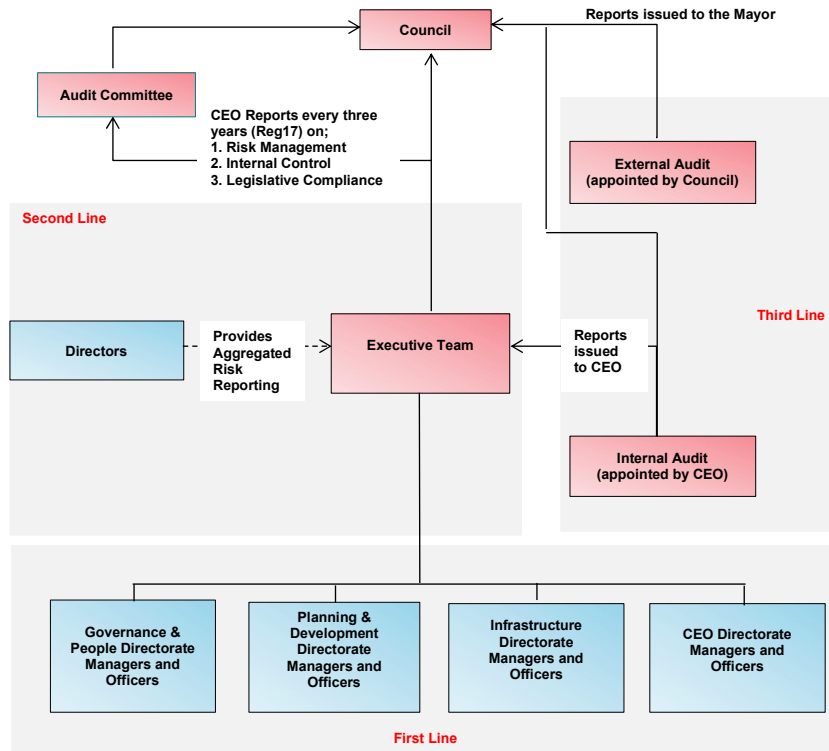 Reports issued to the Mayor
Council
Audit Committee
CEO Reports every three
years (Reg17) on;
1. Risk Management
2. Internal Control
3. Legislative Compliance
External Audit
(appointed by Council)
Second Line
Third Line
Directors
Provides
Aggregated
Risk
Reporting
Executive Team
Reports
issued
to CEO
Internal Audit
(appointed by CEO)
Governance &
People Directorate
Managers and
Officers
Planning &
Development
Directorate
Managers and
Officers
Infrastructure
Directorate
Managers and
Officers
CEO Directorate
Managers and
Officers
First Line